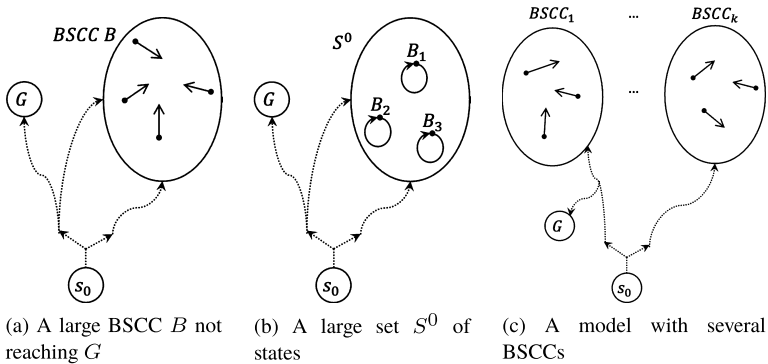 BSCC B
G
s₀
(a) A large BSCC B not
reaching G
S⁰
B₁
B₂
B₃
G
s₀
(b) A large set S⁰ of
states
BSCC₁ ... BSCCₖ
...
G
s₀
(c) A model with several
BSCCs